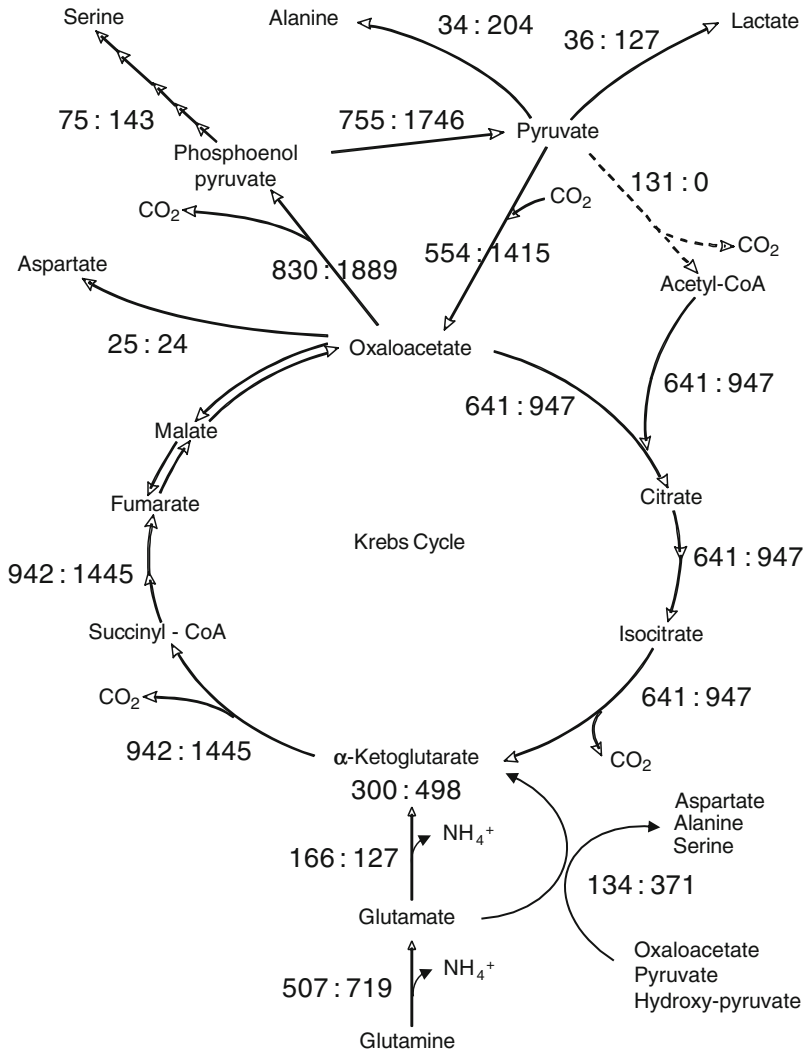 Serine
Alanine
34 : 204
36 : 127
Lactate
75 : 143
755 : 1746
Pyruvate
Phosphoenol
pyruvate
131 : 0
CO2
CO2
CO2
554 : 1415
830 : 1889
Aspartate
Acetyl-CoA
25 : 24
Oxaloacetate
641 : 947
641 : 947
Malate
Citrate
Fumarate
Krebs Cycle
641 : 947
942 : 1445
Succinyl - CoA
Isocitrate
CO2
641 : 947
942 : 1445
α-Ketoglutarate
CO2
300 : 498
Aspartate
Alanine
Serine
NH4+
166 : 127
134 : 371
Glutamate
Oxaloacetate
Pyruvate
Hydroxy-pyruvate
NH4+
507 : 719
Glutamine